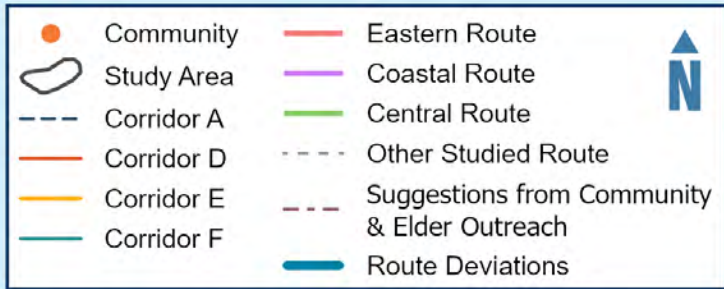 Community
Study Area
Corridor A
Corridor D
Corridor E
Corridor F
Eastern Route
Coastal Route
Central Route
Other Studied Route
Suggestions from Community
& Elder Outreach
Route Deviations
N